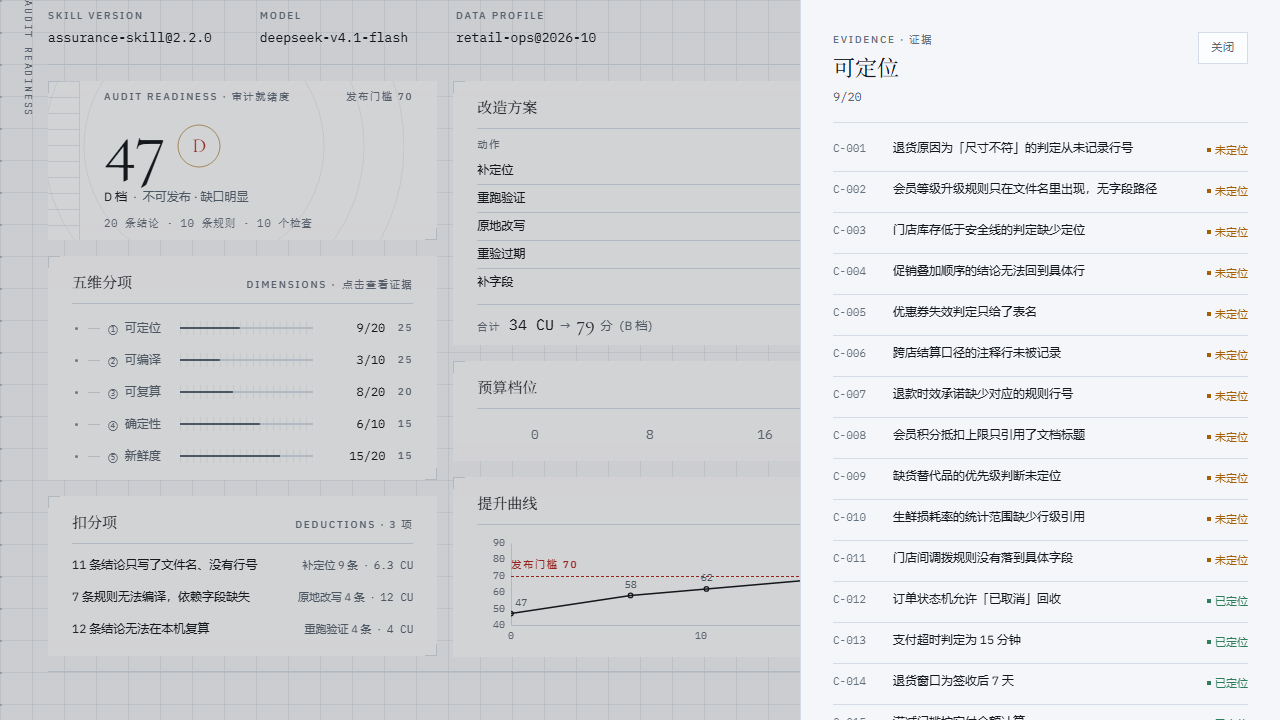 AUDIT READINESS
SKILL VERSION
assurance-skill@2.2.0
MODEL
deepseek-v4.1-flash
DATA PROFILE
retail-ops@2026-10
AUDIT READINESS · 审计就绪度
发布门槛 70
47
D
D 档 · 不可发布 · 缺口明显
20 条结论 · 10 条规则 · 10 个检查
五维分项
DIMENSIONS · 点击查看证据
① 可定位 9/20 25
② 可编译 3/10 25
③ 可复算 8/20 20
④ 确定性 6/10 15
⑤ 新鲜度 15/20 15
扣分项
DEDUCTIONS · 3 项
11 条结论只写了文件名、没有行号 补定位 9 条 · 6.3 CU
7 条规则无法编译，依赖字段缺失 原地改写 4 条 · 12 CU
12 条结论无法在本机复算 重跑验证 4 条 · 4 CU
改造方案
动作
补定位
重跑验证
原地改写
重验过期
补字段
合计 34 CU → 79 分 (B 档)
预算档位
0 8 16
提升曲线
90
80
70
60
50
40
发布门槛 70
47
58
62
0
10
EVIDENCE · 证据
可定位
9/20
关闭
C-001 退货原因为「尺寸不符」的判定从未记录行号 未定位
C-002 会员等级升级规则只在文件名里出现，无字段路径 未定位
C-003 门店库存低于安全线的判定缺少定位 未定位
C-004 促销叠加顺序的结论无法回到具体行 未定位
C-005 优惠券失效判定只给了表名 未定位
C-006 跨店结算口径的注释行未被记录 未定位
C-007 退款时效承诺缺少对应的规则行号 未定位
C-008 会员积分抵扣上限只引用了文档标题 未定位
C-009 缺货替代品的优先级判断未定位 未定位
C-010 生鲜损耗率的统计范围缺少行级引用 未定位
C-011 门店间调拨规则没有落到具体字段 未定位
C-012 订单状态机允许「已取消」回收 已定位
C-013 支付超时判定为 15 分钟 已定位
C-014 退货窗口为签收后 7 天 已定位